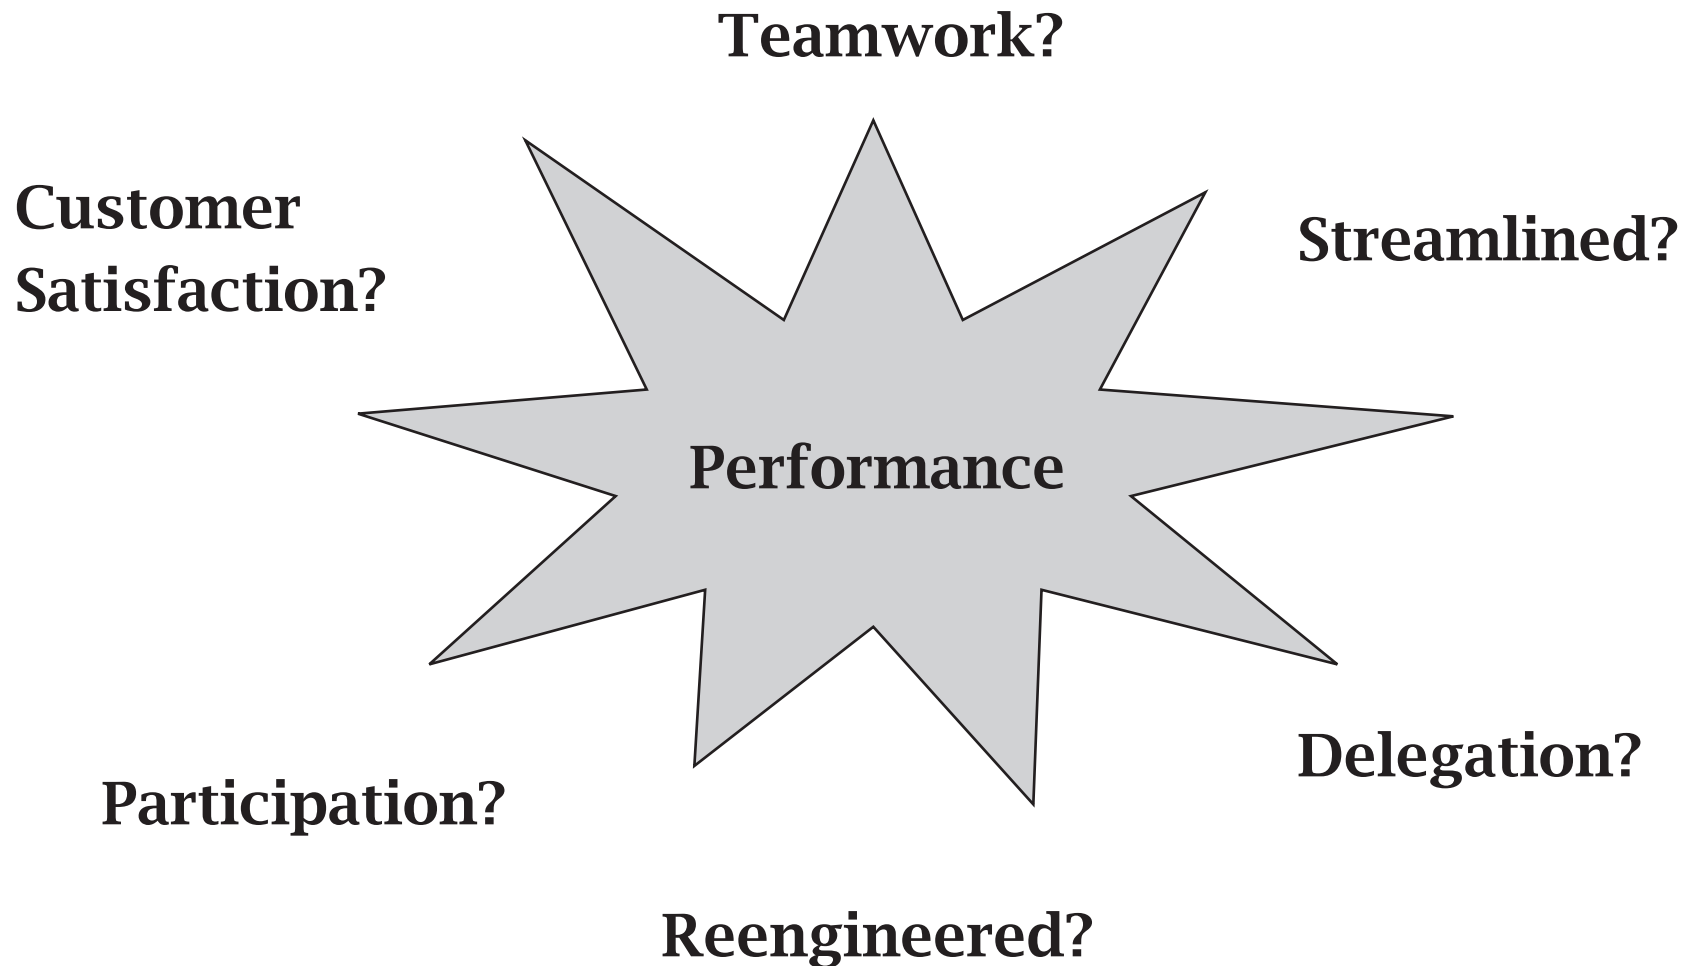 Teamwork?
Customer
Satisfaction?
Streamlined?
Performance
Delegation?
Participation?
Reengineered?